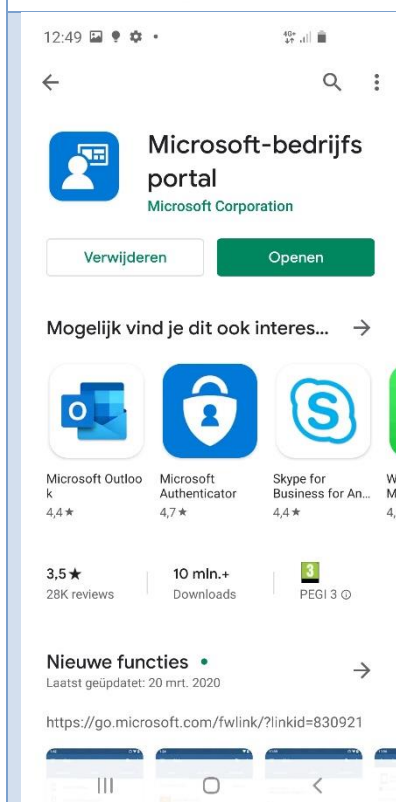 12:49
4G+
Microsoft-bedrijfs
portal
Microsoft Corporation
Verwijderen
Openen
Mogelijk vind je dit ook interes...
O
S
Microsoft Outloo
k
4,4★
Microsoft
Authenticator
4,7★
Skype for
Business for An...
4,4★
W
M
4,
3,5★
28K reviews
10 mln.+
Downloads
3
PEGI 3
Nieuwe functies
Laatst geüpdatet: 20 mrt. 2020
https://go.microsoft.com/fwlink/?linkid=830921